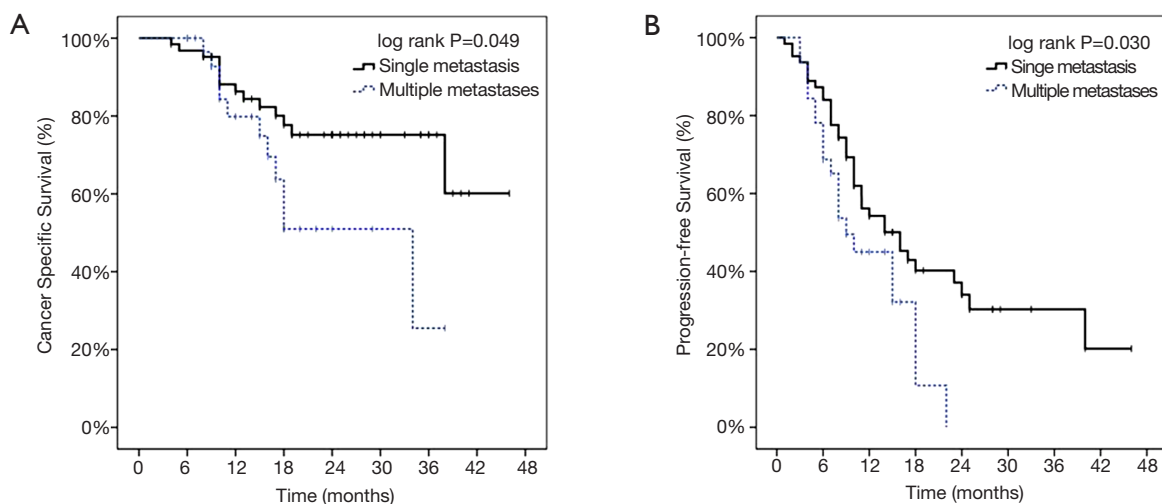 A
log rank P=0.049
Single metastasis
Multiple metastases
Cancer Specific Survival (%)
100%
80%
60%
40%
20%
0%
0 6 12 18 24 30 36 42 48
Time (months)
B
log rank P=0.030
Singe metastasis
Multiple metastases
Progression-free Survival (%)
100%
80%
60%
40%
20%
0%
0 6 12 18 24 30 36 42 48
Time (months)